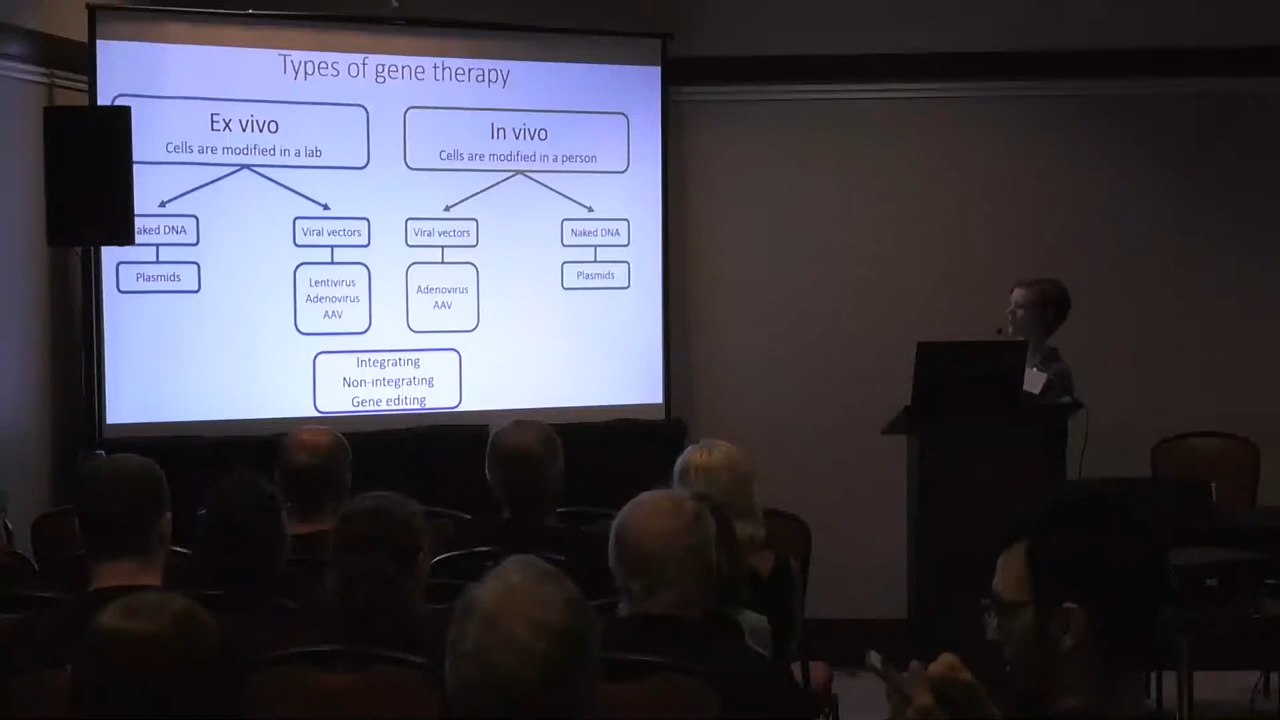 Types of gene therapy
Ex vivo
Cells are modified in a lab
In vivo
Cells are modified in a person
aked DNA
Viral vectors
Viral vectors
Naked DNA
Plasmids
Lentivirus
Adenovirus
AAV
Adenovirus
AAV
Plasmids
Integrating
Non-integrating
Gene editing